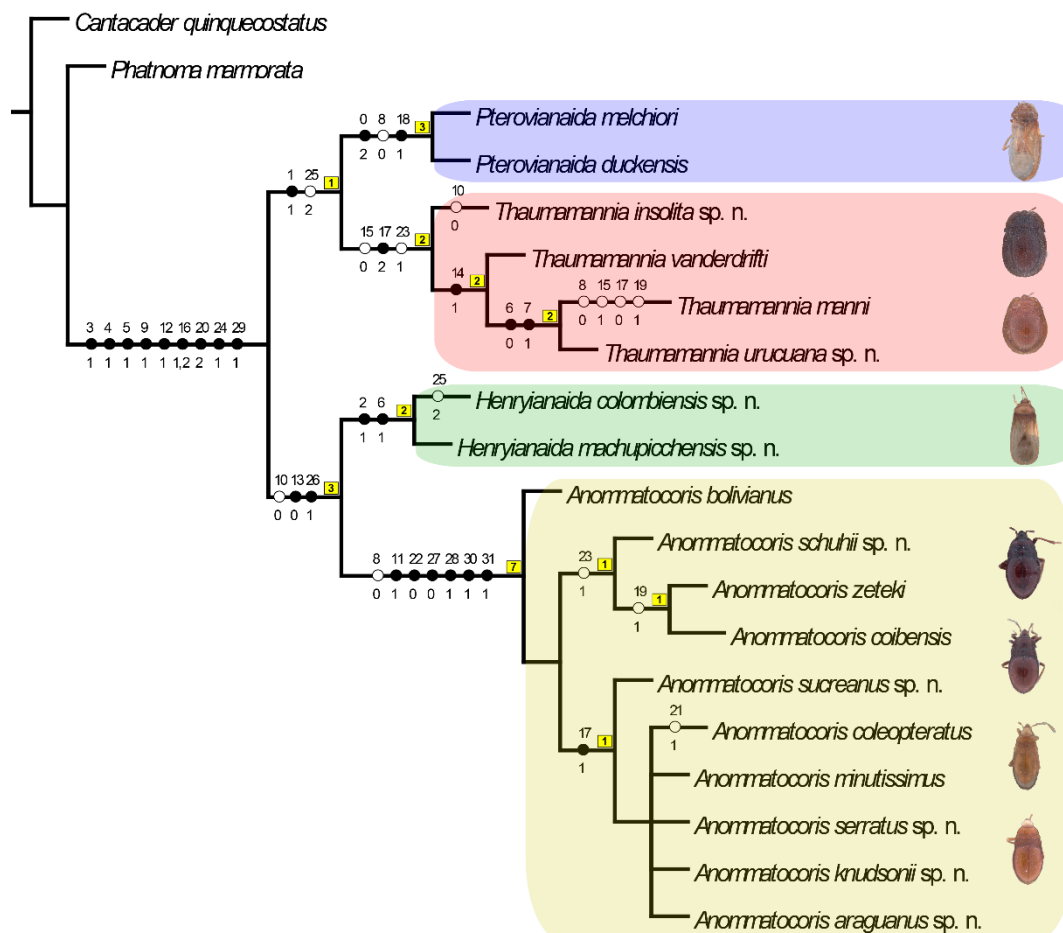 Cantacader quinquecostatus
Phatnoma marmorata
0 8 18
3
2 0 1
Pterovianaida melchiori
Pterovianaida duckensis
1 25
1
1 2
10
0
Thaumamannia insolita sp. n.
15 17 23
2
0 2 1
Thaumamannia vanderdrifti
14
2
1
8 15 17 19
0 1 0 1
Thaumamannia manni
6 7
2
0 1
Thaumamannia urucuana sp. n.
3 4 5 9 12 16 20 24 29
1 1 1 1 1 1,2 2 1 1
25
2
Henryianaida colombiensis sp. n.
2 6
2
1 1
Henryianaida machupicchensis sp. n.
10 13 26
3
0 0 1
Anommatocoris bolivianus
Anommatocoris schuhii sp. n.
23
1
1
8 11 22 27 28 30 31
7
0 1 0 0 1 1 1
Anommatocoris zeteki
19
1
1
Anommatocoris coibensis
Anommatocoris sucreanus sp. n.
21
1
Anommatocoris coleopteratus
17
1
1
Anommatocoris minutissimus
Anommatocoris serratus sp. n.
Anommatocoris knudsonii sp. n.
Anommatocoris araguanus sp. n.